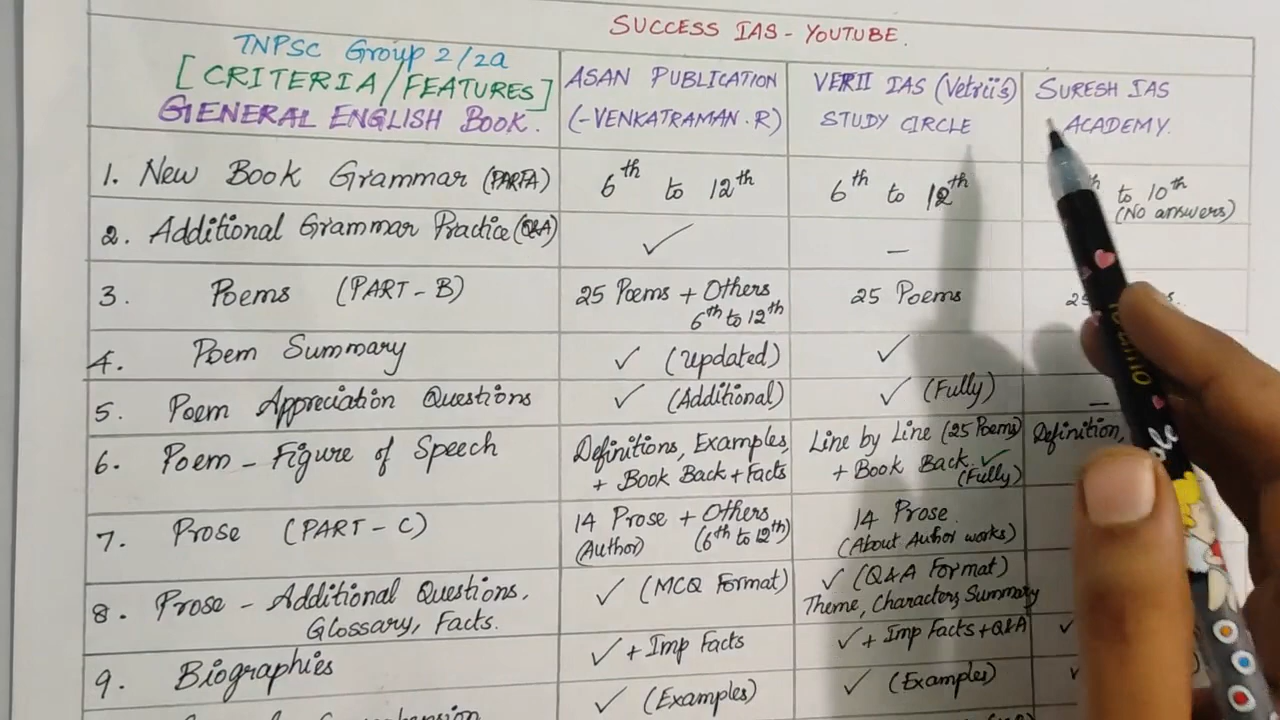 SUCCESS IAS - YOUTUBE.
TNPSC Group 2/2a
[CRITERIA/FEATURES]
GENERAL ENGLISH BOOK.
ASAN PUBLICATION
(-VENKATRAMAN.R)
VERII IAS (Vetrii's)
STUDY CIRCLE
SURESH IAS
ACADEMY.
1. New Book Grammar (PART A)
6th to 12th
6th to 12th
to 10th
(No answers)
2. Additional Grammar Practice (Q&A)
✓
–
3. Poems (PART-B)
25 Poems + Others
6th to 12th
25 Poems
4. Poem Summary
✓ (Updated)
✓
5. Poem Appreciation Questions
✓ (Additional)
✓ (Fully)
–
6. Poem - Figure of Speech
Definitions, Examples,
+ Book Back + Facts
Line by Line (25 Poems)
+ Book Back ✓
(Fully)
Definition,
7. Prose (PART-C)
14 Prose + Others
(Author) (6th to 12th)
14 Prose.
(About Author works)
8. Prose - Additional Questions,
Glossary, Facts.
✓ (MCQ Format)
✓ (Q&A Format)
Theme, Characters, Summary
9. Biographies
✓ + Imp Facts
✓ + Imp Facts + Q&A
✓
✓ (Examples)
✓ (Examples)